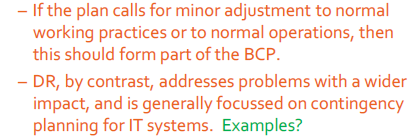 – If the plan calls for minor adjustment to normal
working practices or to normal operations, then
this should form part of the BCP.
– DR, by contrast, addresses problems with a wider
impact, and is generally focussed on contingency
planning for IT systems.  Examples?